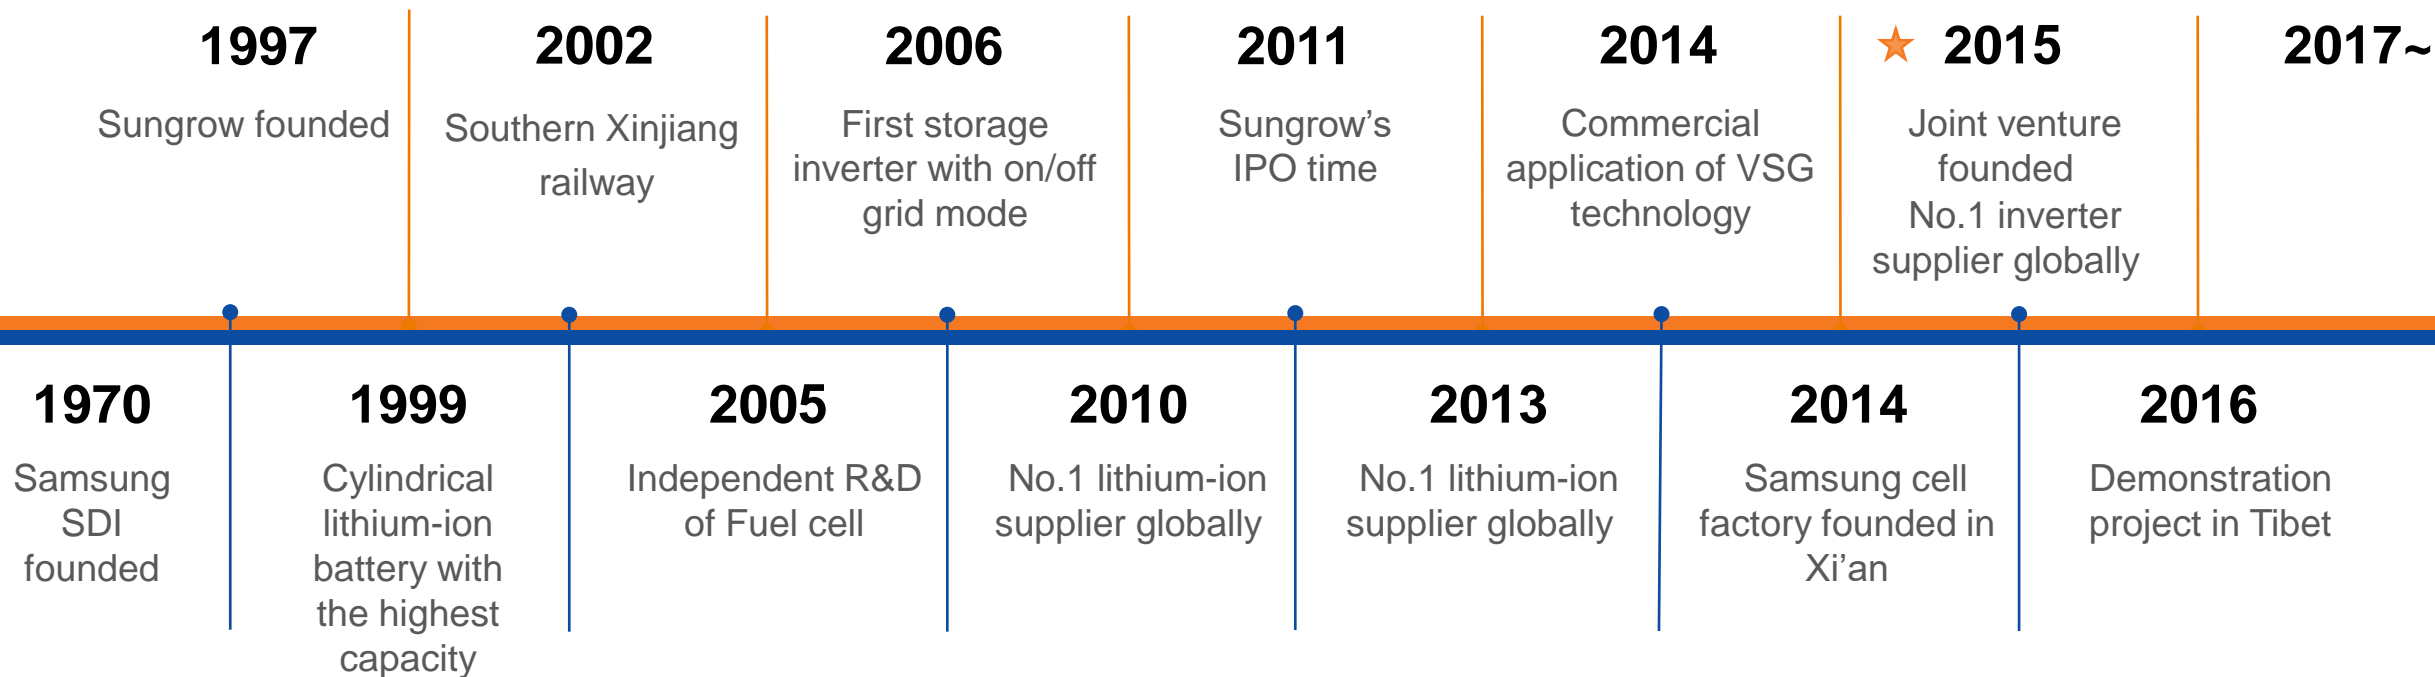 1997
Sungrow founded
2002
Southern Xinjiang
railway
2006
First storage
inverter with on/off
grid mode
2011
Sungrow’s
IPO time
2014
Commercial
application of VSG
technology
2015
Joint venture
founded
No.1 inverter
supplier globally
2017~
1970
Samsung
SDI
founded
1999
Cylindrical
lithium-ion
battery with
the highest
capacity
2005
Independent R&D
of Fuel cell
2010
No.1 lithium-ion
supplier globally
2013
No.1 lithium-ion
supplier globally
2014
Samsung cell
factory founded in
Xi’an
2016
Demonstration
project in Tibet